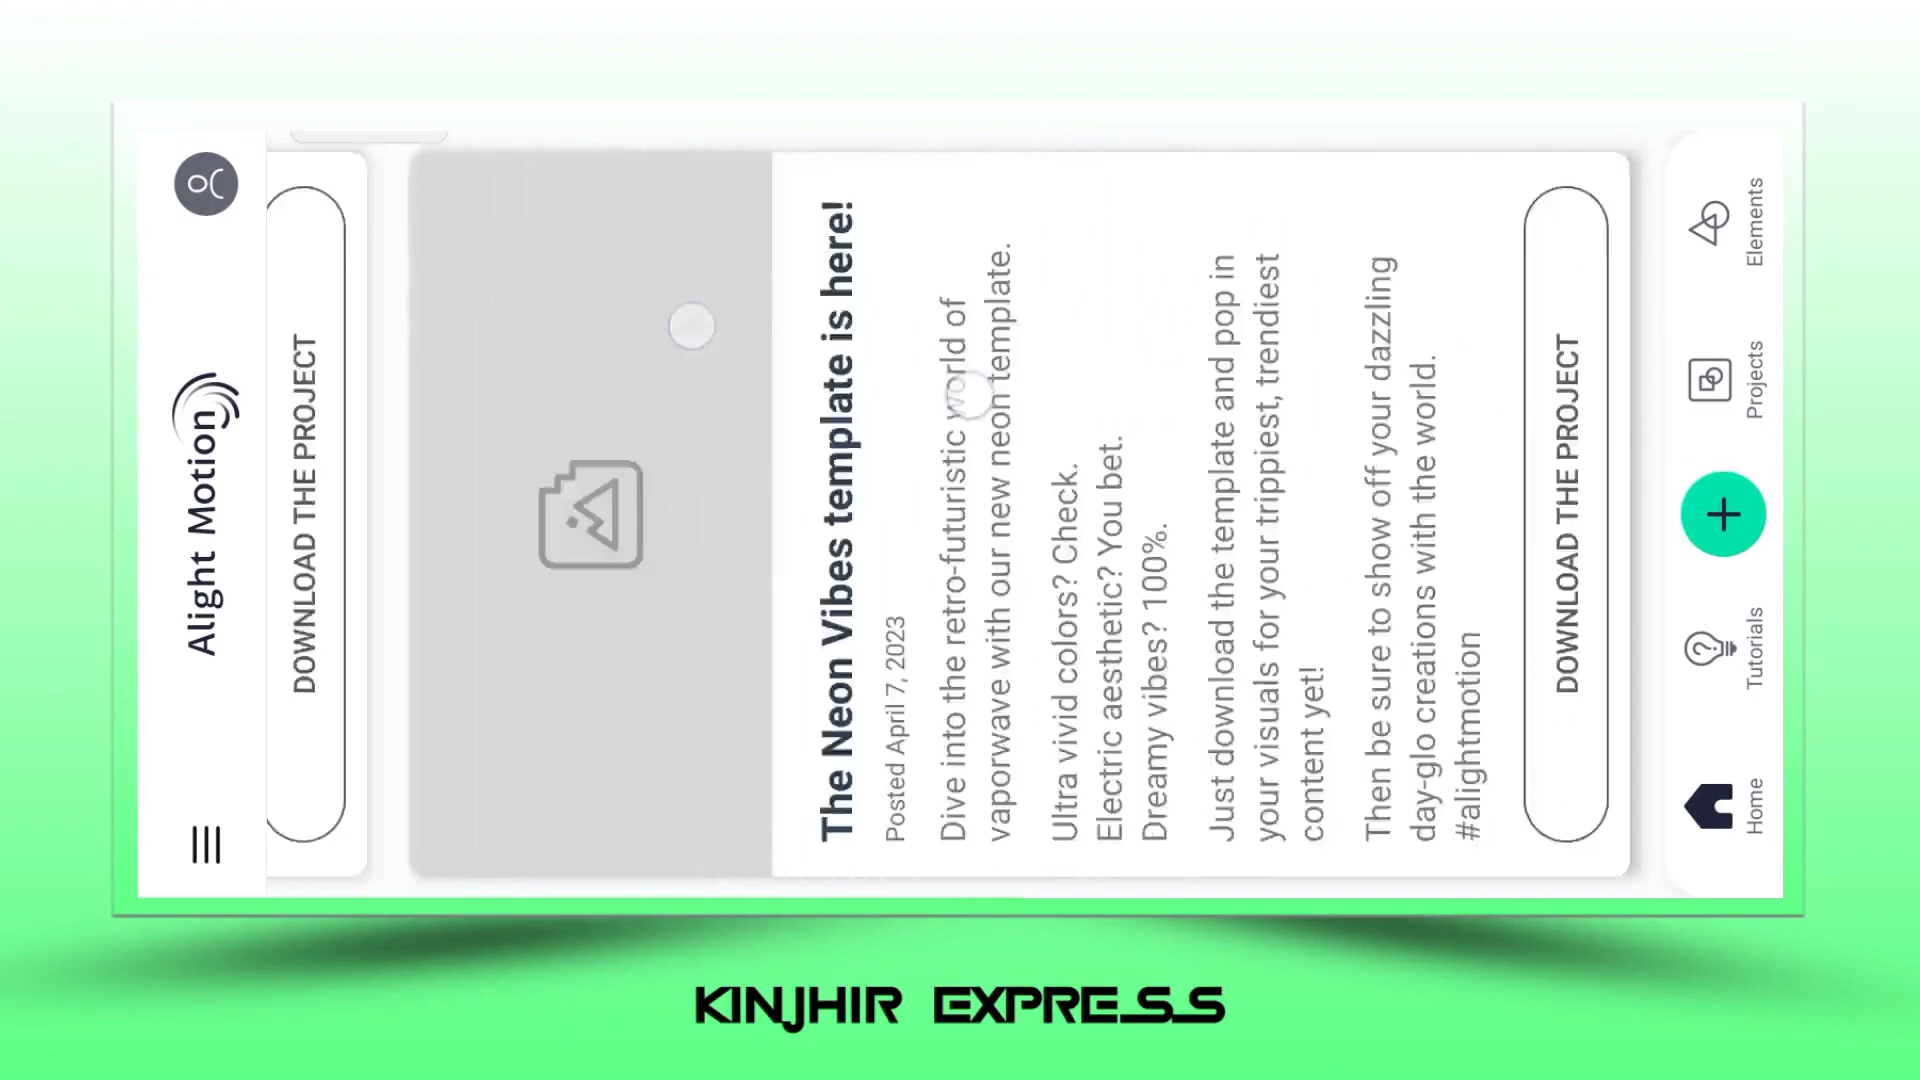 Alight Motion
DOWNLOAD THE PROJECT
The Neon Vibes template is here!
Posted April 7, 2023
Dive into the retro-futuristic world of
vaporwave with our new neon template.
Ultra vivid colors? Check.
Electric aesthetic? You bet.
Dreamy vibes? 100%.
Just download the template and pop in
your visuals for your trippiest, trendiest
content yet!
Then be sure to show off your dazzling
day-glo creations with the world.
#alightmotion
DOWNLOAD THE PROJECT
Home
Tutorials
Projects
Elements
KINJHIR EXPRESS